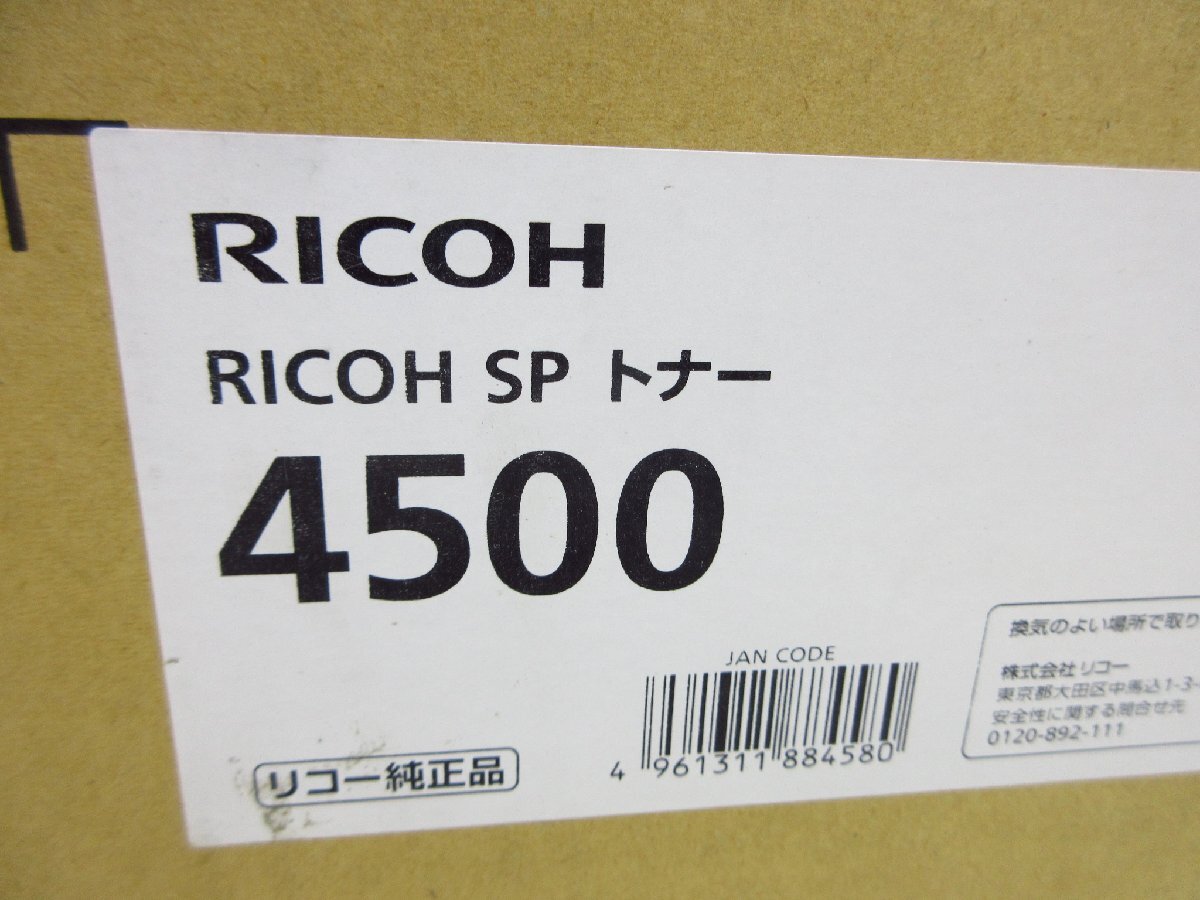 RICOH
RICOH SP トナー
4500
JAN CODE
4 961311 884580
リコー純正品
換気のよい場所で取り
株式会社 リコー
東京都大田区中馬込1-3-
安全性に関する問合せ先
0120-892-111